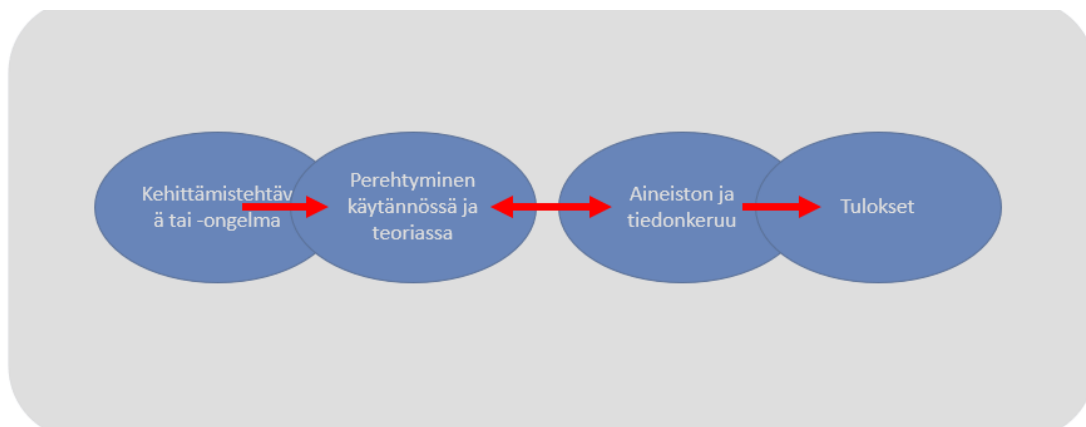 Kehittämistehtäv
ä tai -ongelma
Perehtyminen
käytännössä ja
teoriassa
Aineiston ja
tiedonkeruu
Tulokset